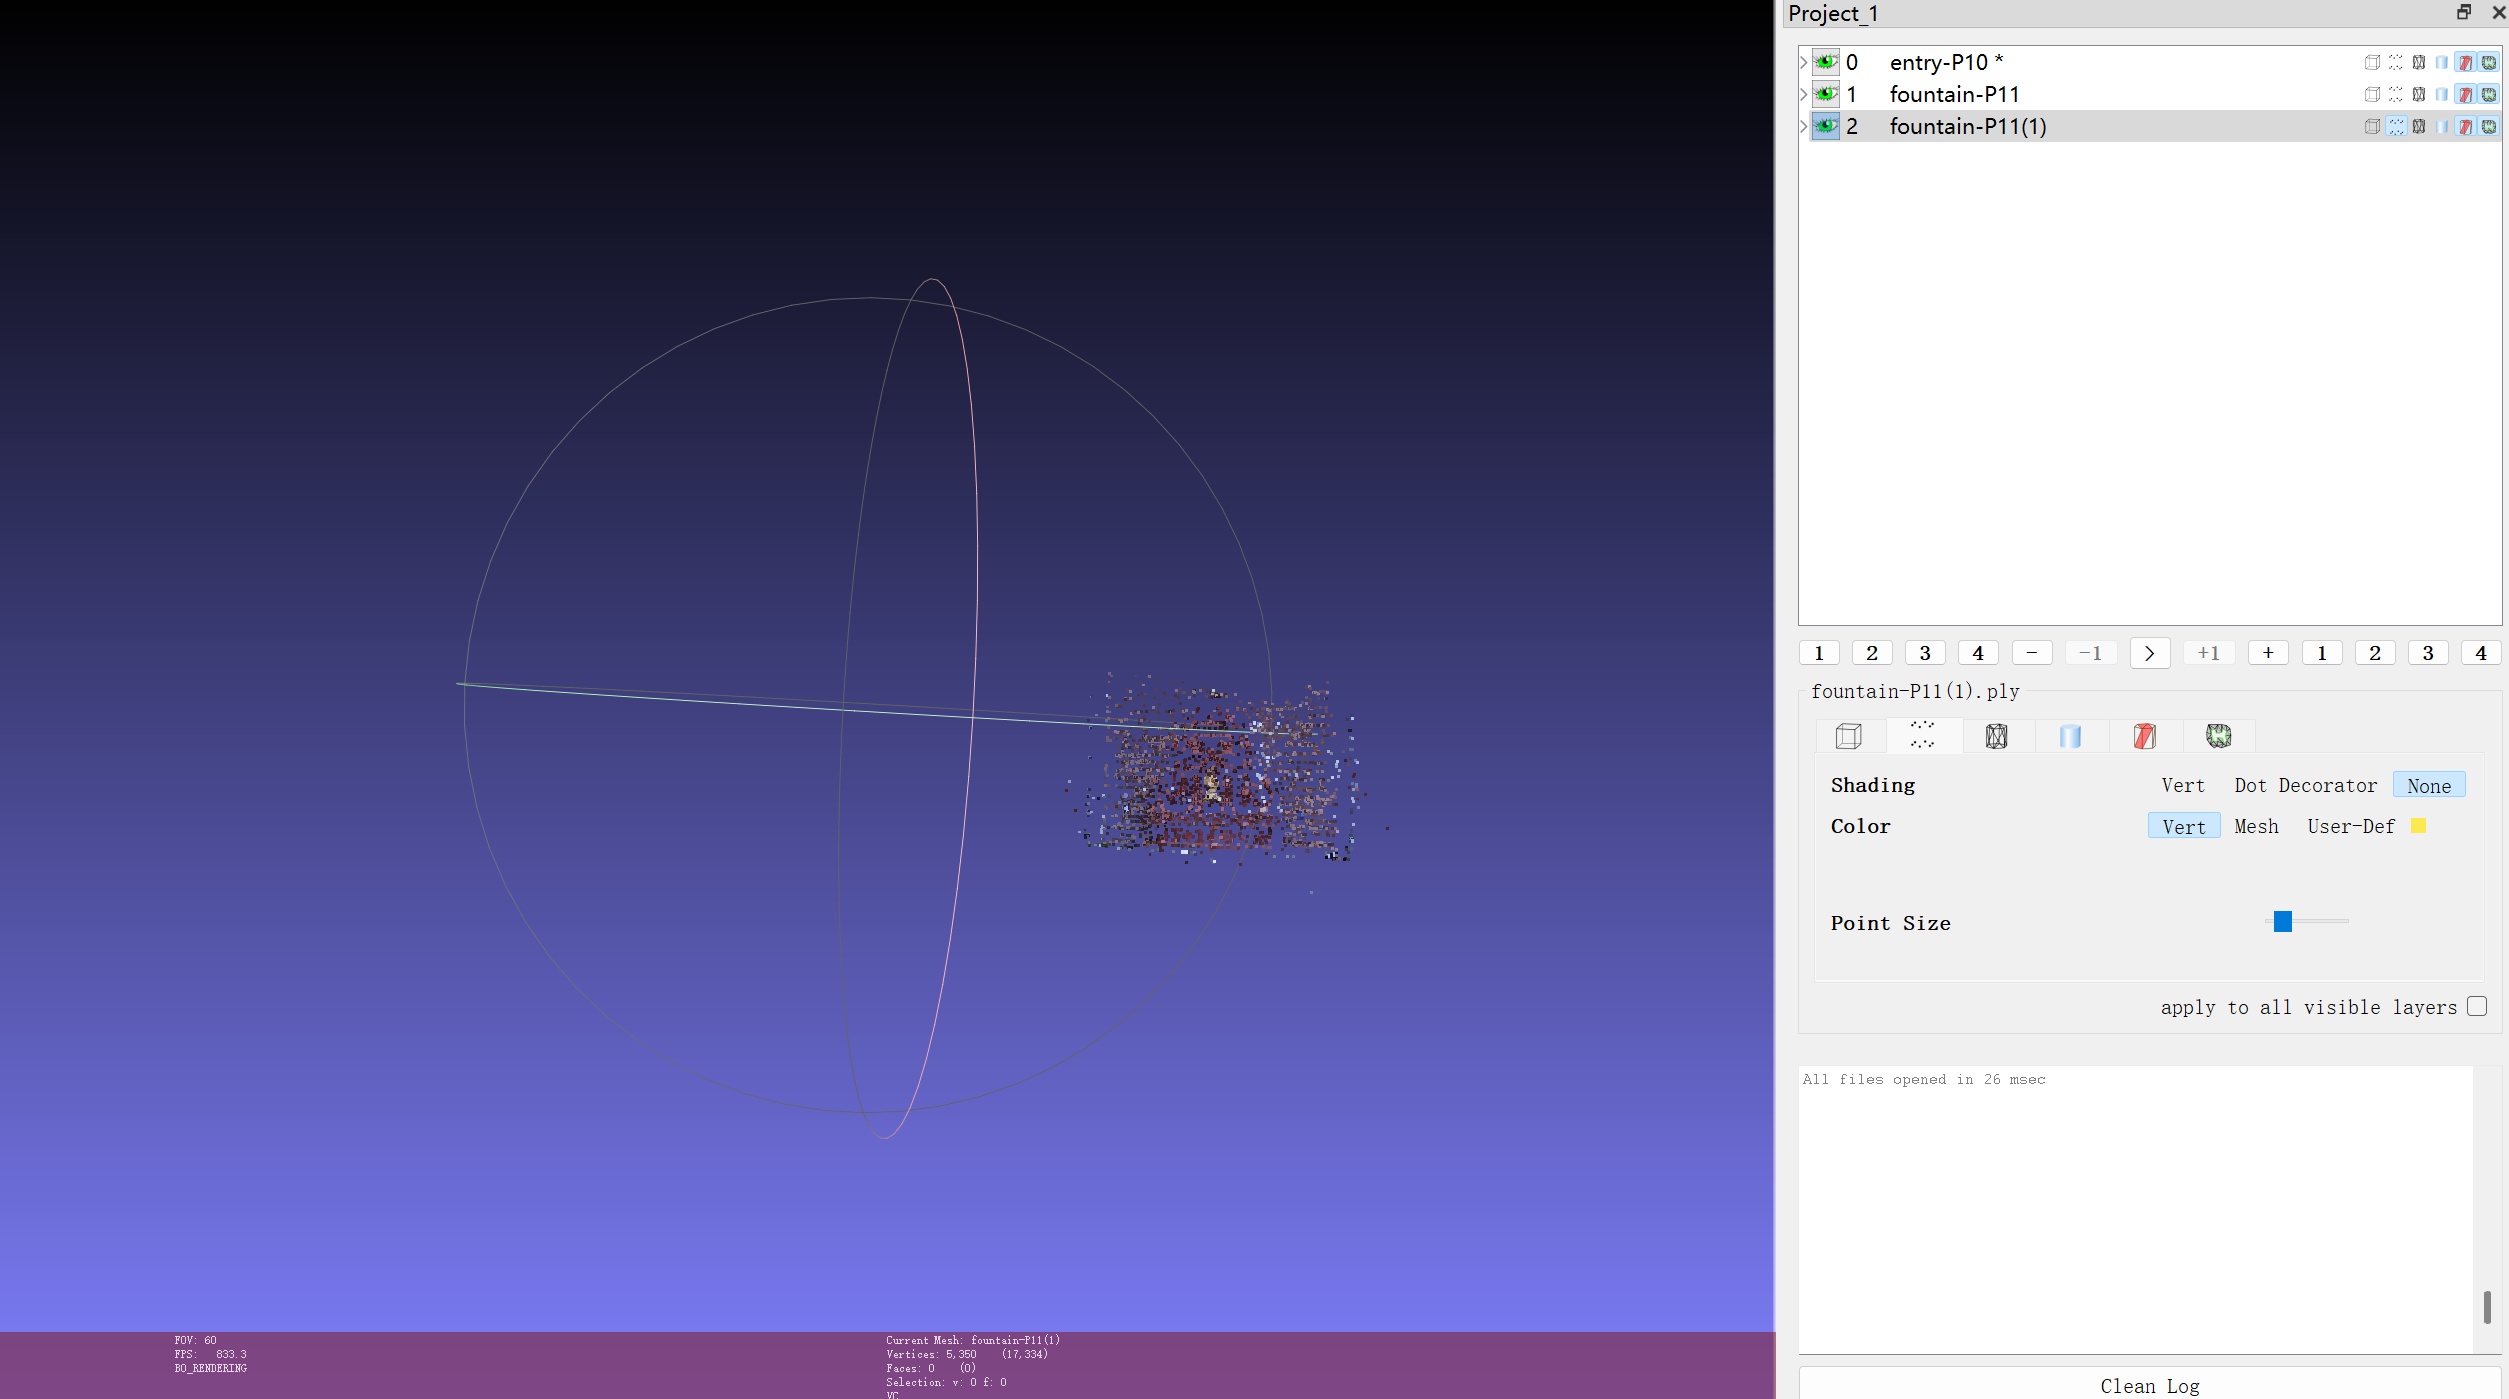 Project_1
0 entry-P10 *
1 fountain-P11
2 fountain-P11(1)
1 2 3 4 - -1 > +1 + 1 2 3 4
fountain-P11(1).ply
Shading Vert Dot Decorator None
Color Vert Mesh User-Def
Point Size
apply to all visible layers
All files opened in 26 msec
Clean Log
FOV: 60
FPS: 833.3
BO_RENDERING
Current Mesh: fountain-P11(1)
Vertices: 5,350 (17,334)
Faces: 0 (0)
Selection: v: 0 f: 0
VC